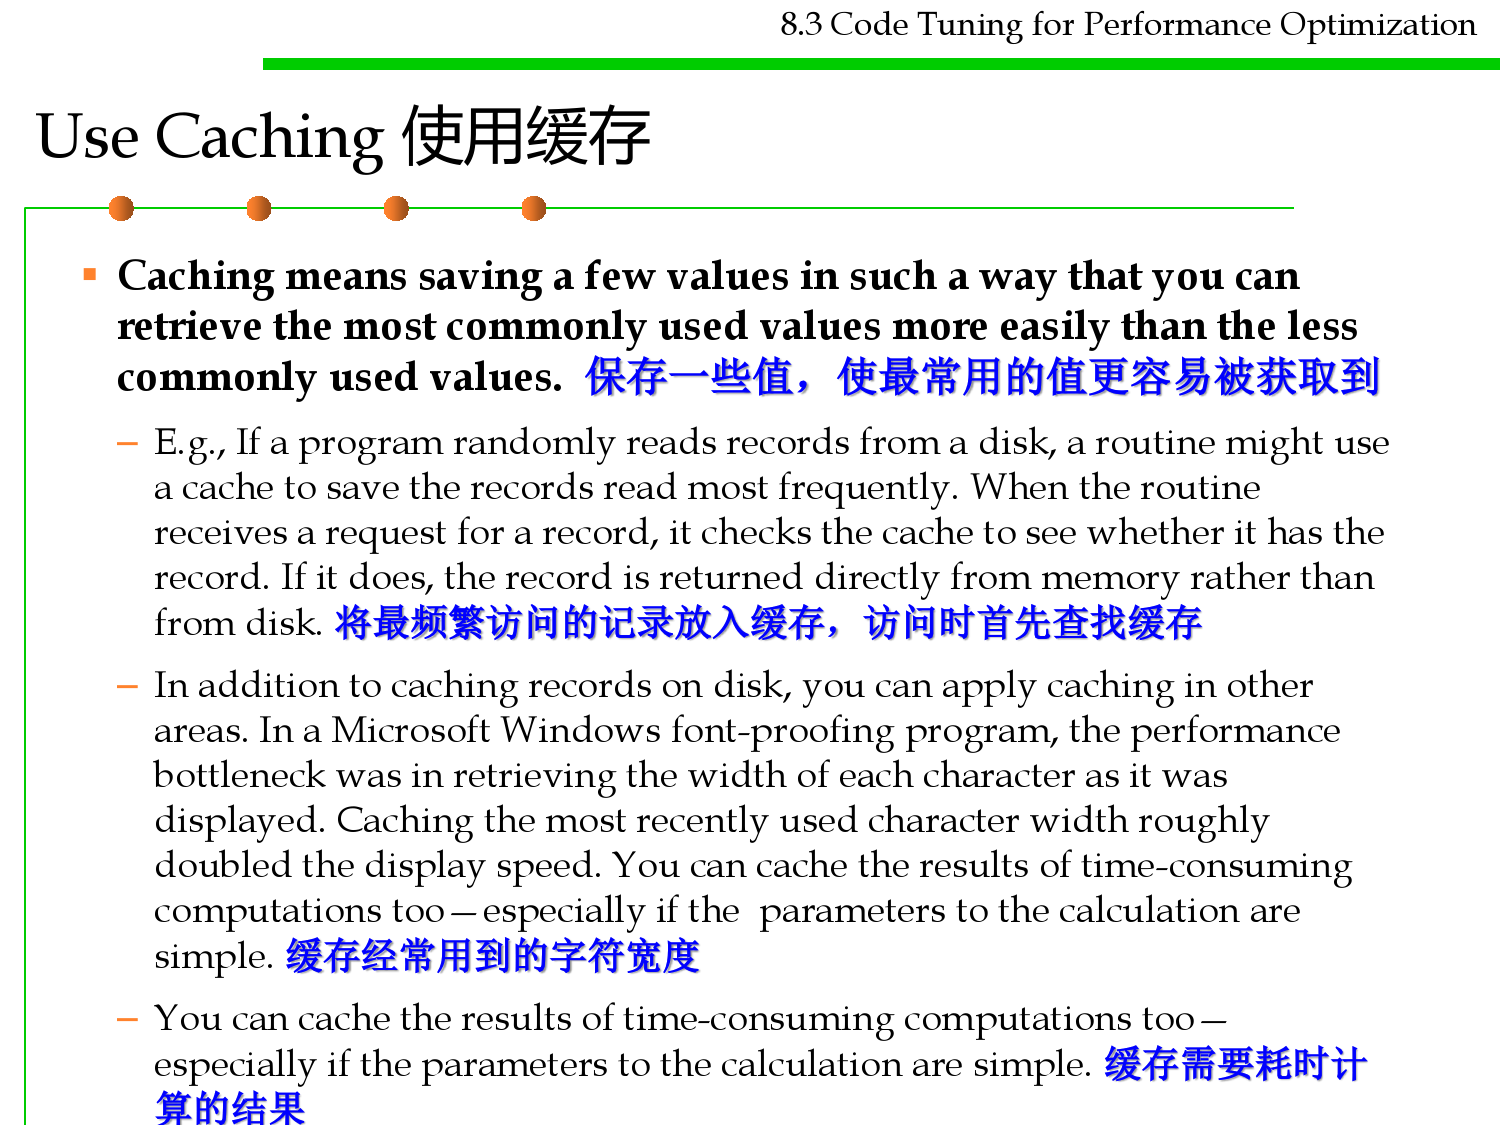 8.3 Code Tuning for Performance Optimization
Use Caching 使用缓存
▪ Caching means saving a few values in such a way that you can
retrieve the most commonly used values more easily than the less
commonly used values. 保存一些值，使最常用的值更容易被获取到
– E.g., If a program randomly reads records from a disk, a routine might use
a cache to save the records read most frequently. When the routine
receives a request for a record, it checks the cache to see whether it has the
record. If it does, the record is returned directly from memory rather than
from disk. 将最频繁访问的记录放入缓存，访问时首先查找缓存
– In addition to caching records on disk, you can apply caching in other
areas. In a Microsoft Windows font-proofing program, the performance
bottleneck was in retrieving the width of each character as it was
displayed. Caching the most recently used character width roughly
doubled the display speed. You can cache the results of time-consuming
computations too—especially if the parameters to the calculation are
simple. 缓存经常用到的字符宽度
– You can cache the results of time-consuming computations too—
especially if the parameters to the calculation are simple. 缓存需要耗时计
算的结果